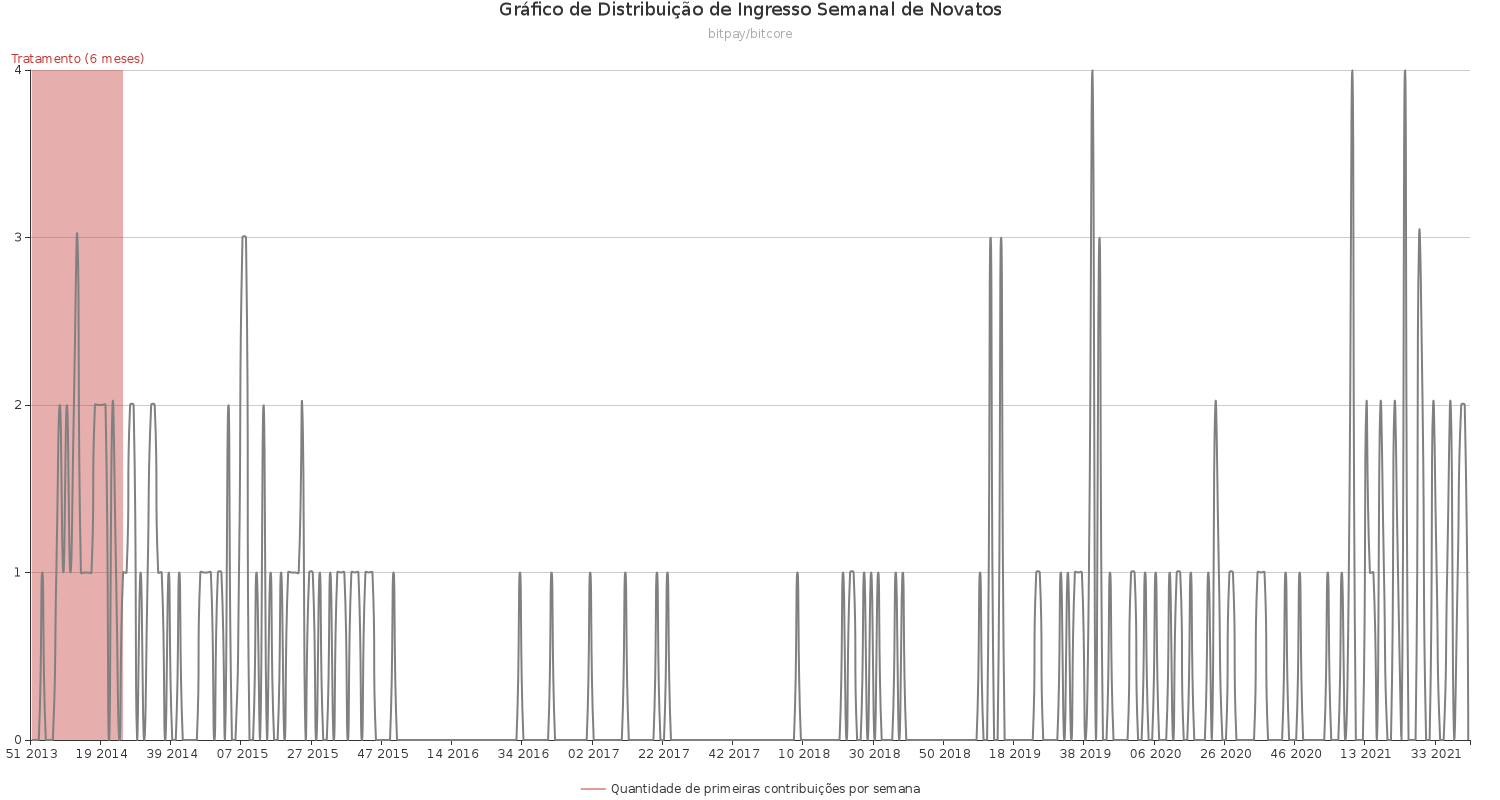 Gráfico de Distribuição de Ingresso Semanal de Novatos
bitpay/bitcore
Tratamento (6 meses)
4
3
2
1
0
51 2013 19 2014 39 2014 07 2015 27 2015 47 2015 14 2016 34 2016 02 2017 22 2017 42 2017 10 2018 30 2018 50 2018 18 2019 38 2019 06 2020 26 2020 46 2020 13 2021 33 2021
Quantidade de primeiras contribuições por semana